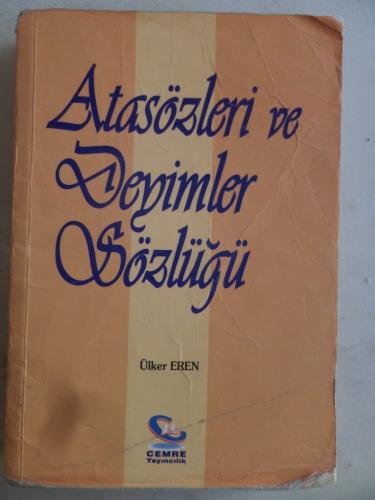 Atasözleri ve
Deyimler
Sözlüğü
Ülker EREN
CEMRE
Yayıncılık